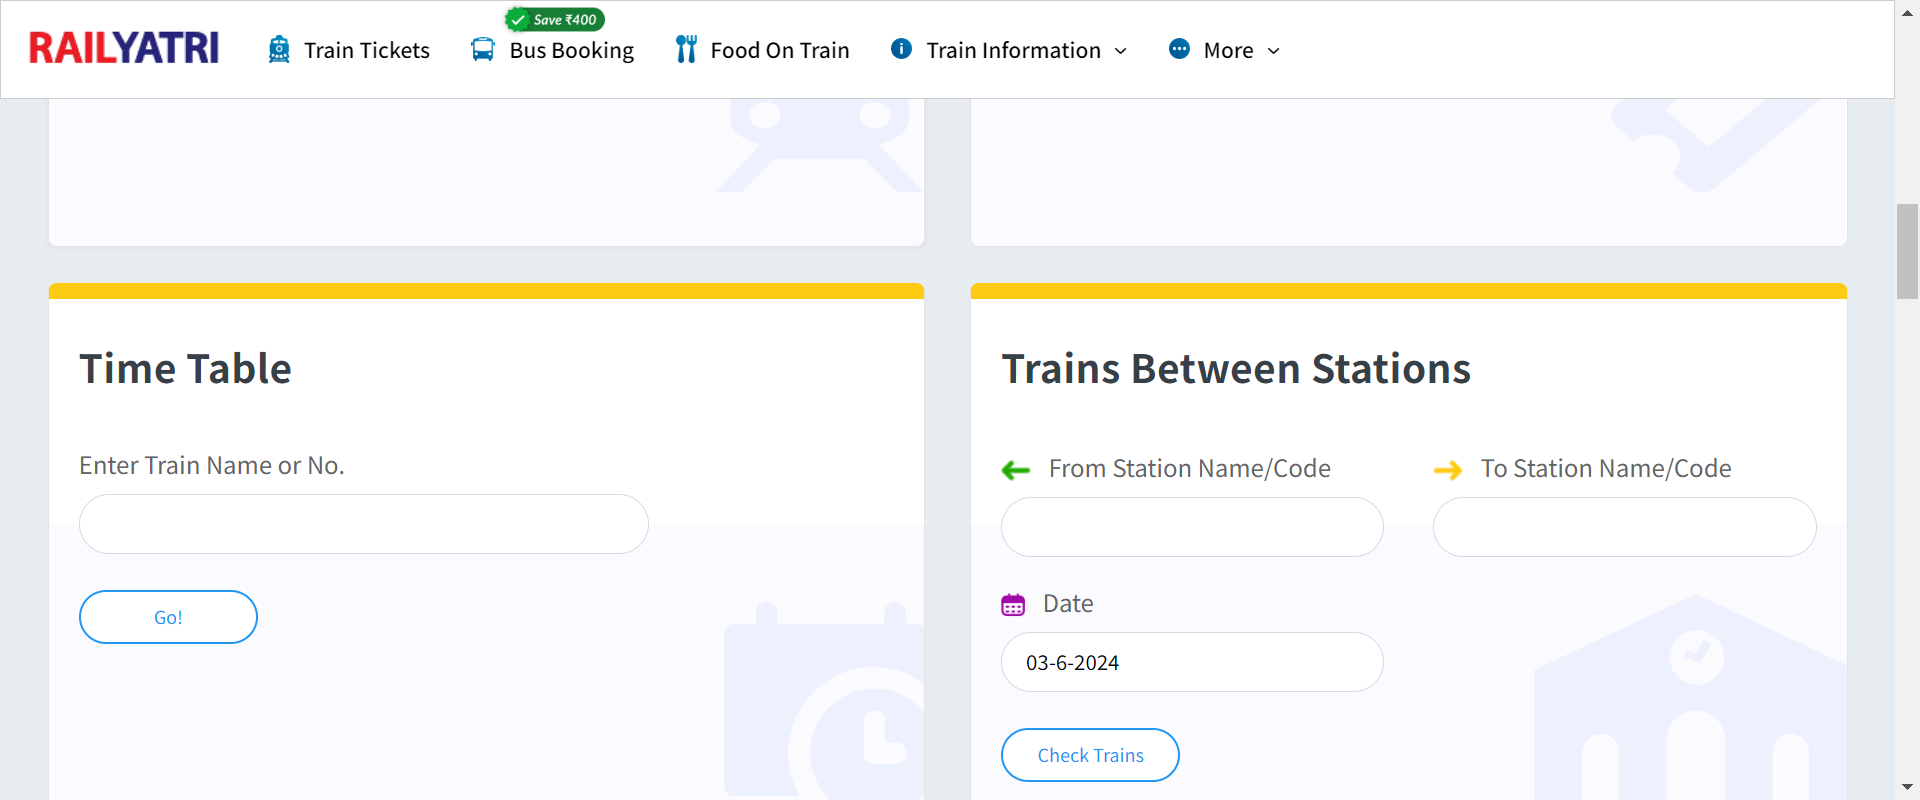 RAILYATRI
Train Tickets
Save ₹400
Bus Booking
Food On Train
Train Information
More
Time Table
Enter Train Name or No.
Go!
Trains Between Stations
From Station Name/Code
To Station Name/Code
Date
03-6-2024
Check Trains